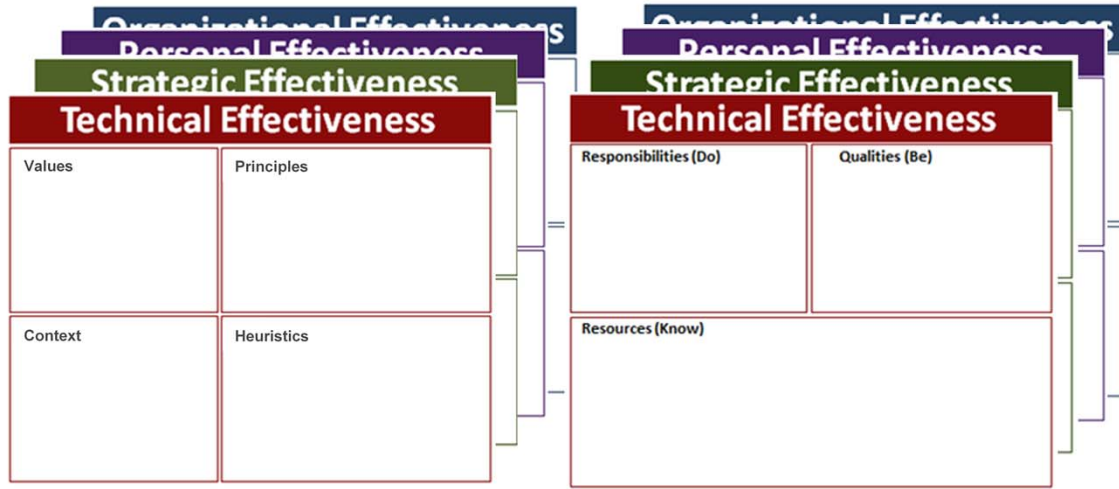 Organizational Effectiveness
Personal Effectiveness
Strategic Effectiveness
Technical Effectiveness
Values
Principles
Context
Heuristics
Organizational Effectiveness
Personal Effectiveness
Strategic Effectiveness
Technical Effectiveness
Responsibilities (Do)
Qualities (Be)
Resources (Know)